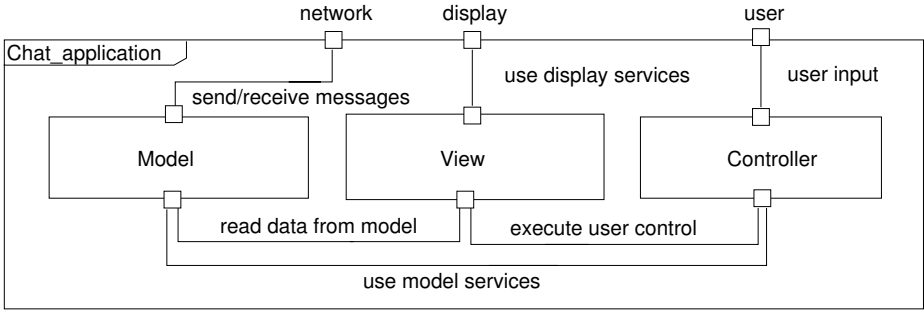 network
display
user
Chat_application
use display services
user input
send/receive messages
Model
View
Controller
read data from model
execute user control
use model services